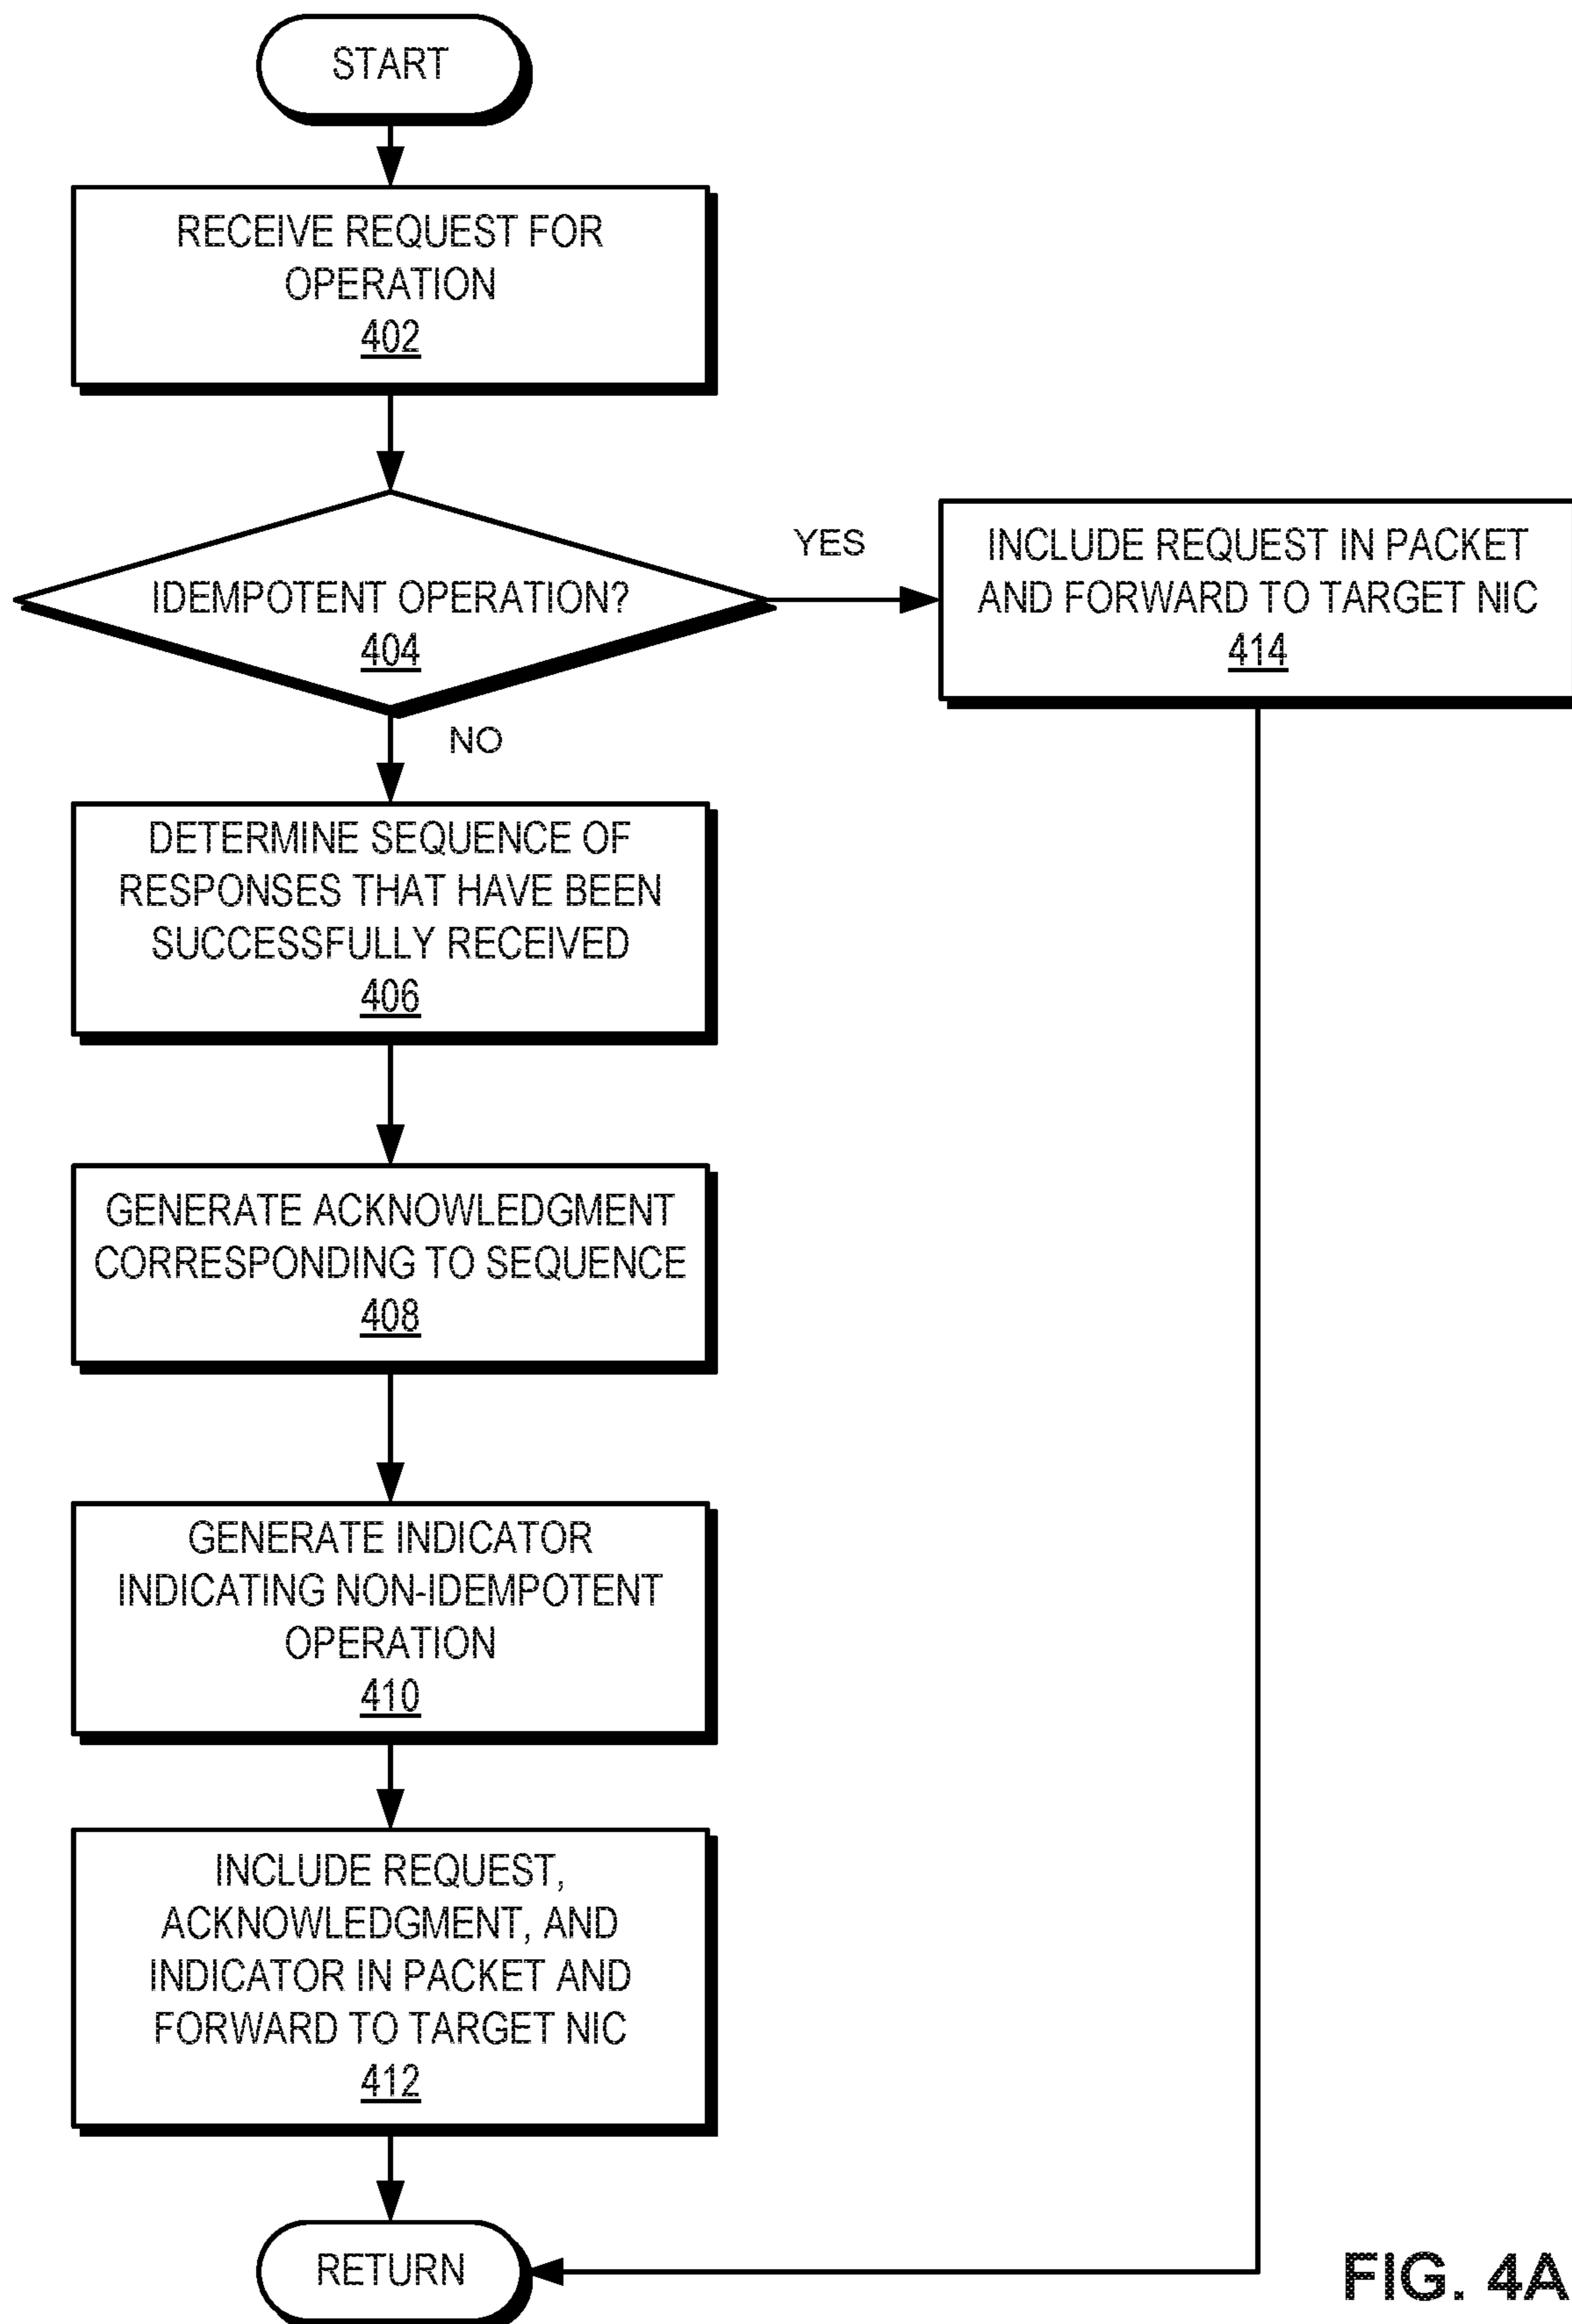 START
RECEIVE REQUEST FOR
OPERATION
402
IDEMPOTENT OPERATION?
404
YES
INCLUDE REQUEST IN PACKET
AND FORWARD TO TARGET NIC
414
NO
DETERMINE SEQUENCE OF
RESPONSES THAT HAVE BEEN
SUCCESSFULLY RECEIVED
406
GENERATE ACKNOWLEDGMENT
CORRESPONDING TO SEQUENCE
408
GENERATE INDICATOR
INDICATING NON-IDEMPOTENT
OPERATION
410
INCLUDE REQUEST,
ACKNOWLEDGMENT, AND
INDICATOR IN PACKET AND
FORWARD TO TARGET NIC
412
RETURN
FIG. 4A